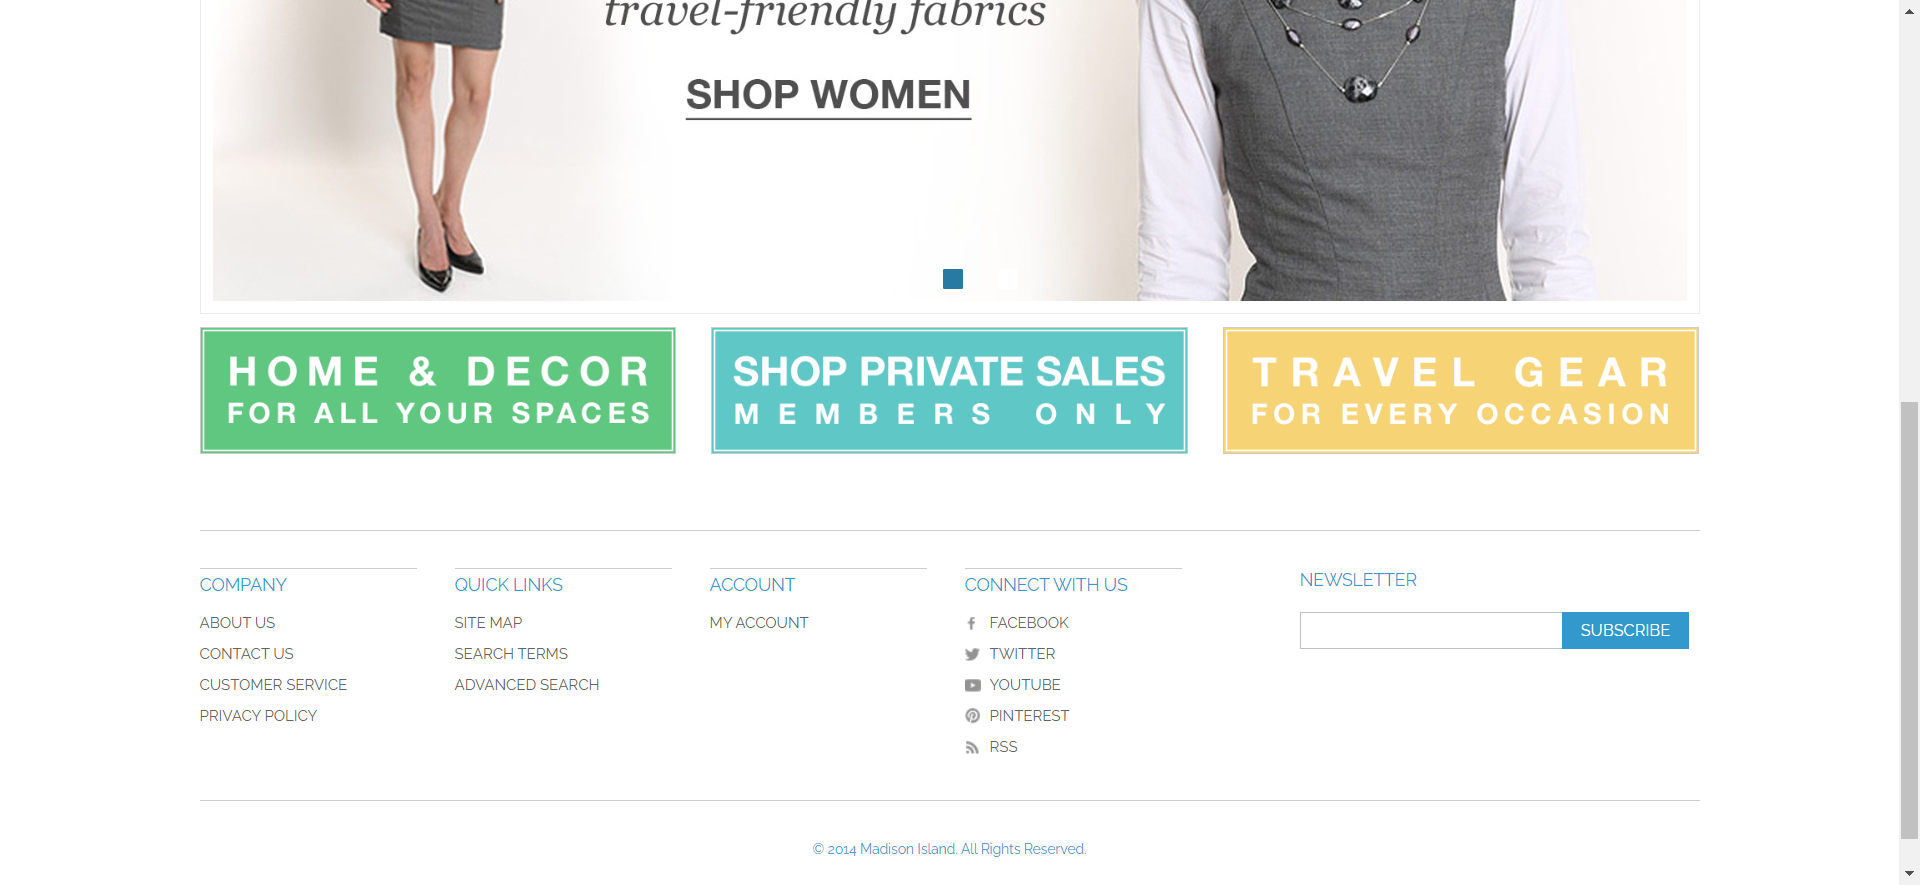 travel-friendly fabrics
SHOP WOMEN
HOME & DECOR
FOR ALL YOUR SPACES
SHOP PRIVATE SALES
MEMBERS ONLY
TRAVEL GEAR
FOR EVERY OCCASION
COMPANY
ABOUT US
CONTACT US
CUSTOMER SERVICE
PRIVACY POLICY
QUICK LINKS
SITE MAP
SEARCH TERMS
ADVANCED SEARCH
ACCOUNT
MY ACCOUNT
CONNECT WITH US
FACEBOOK
TWITTER
YOUTUBE
PINTEREST
RSS
NEWSLETTER
SUBSCRIBE
© 2014 Madison Island. All Rights Reserved.